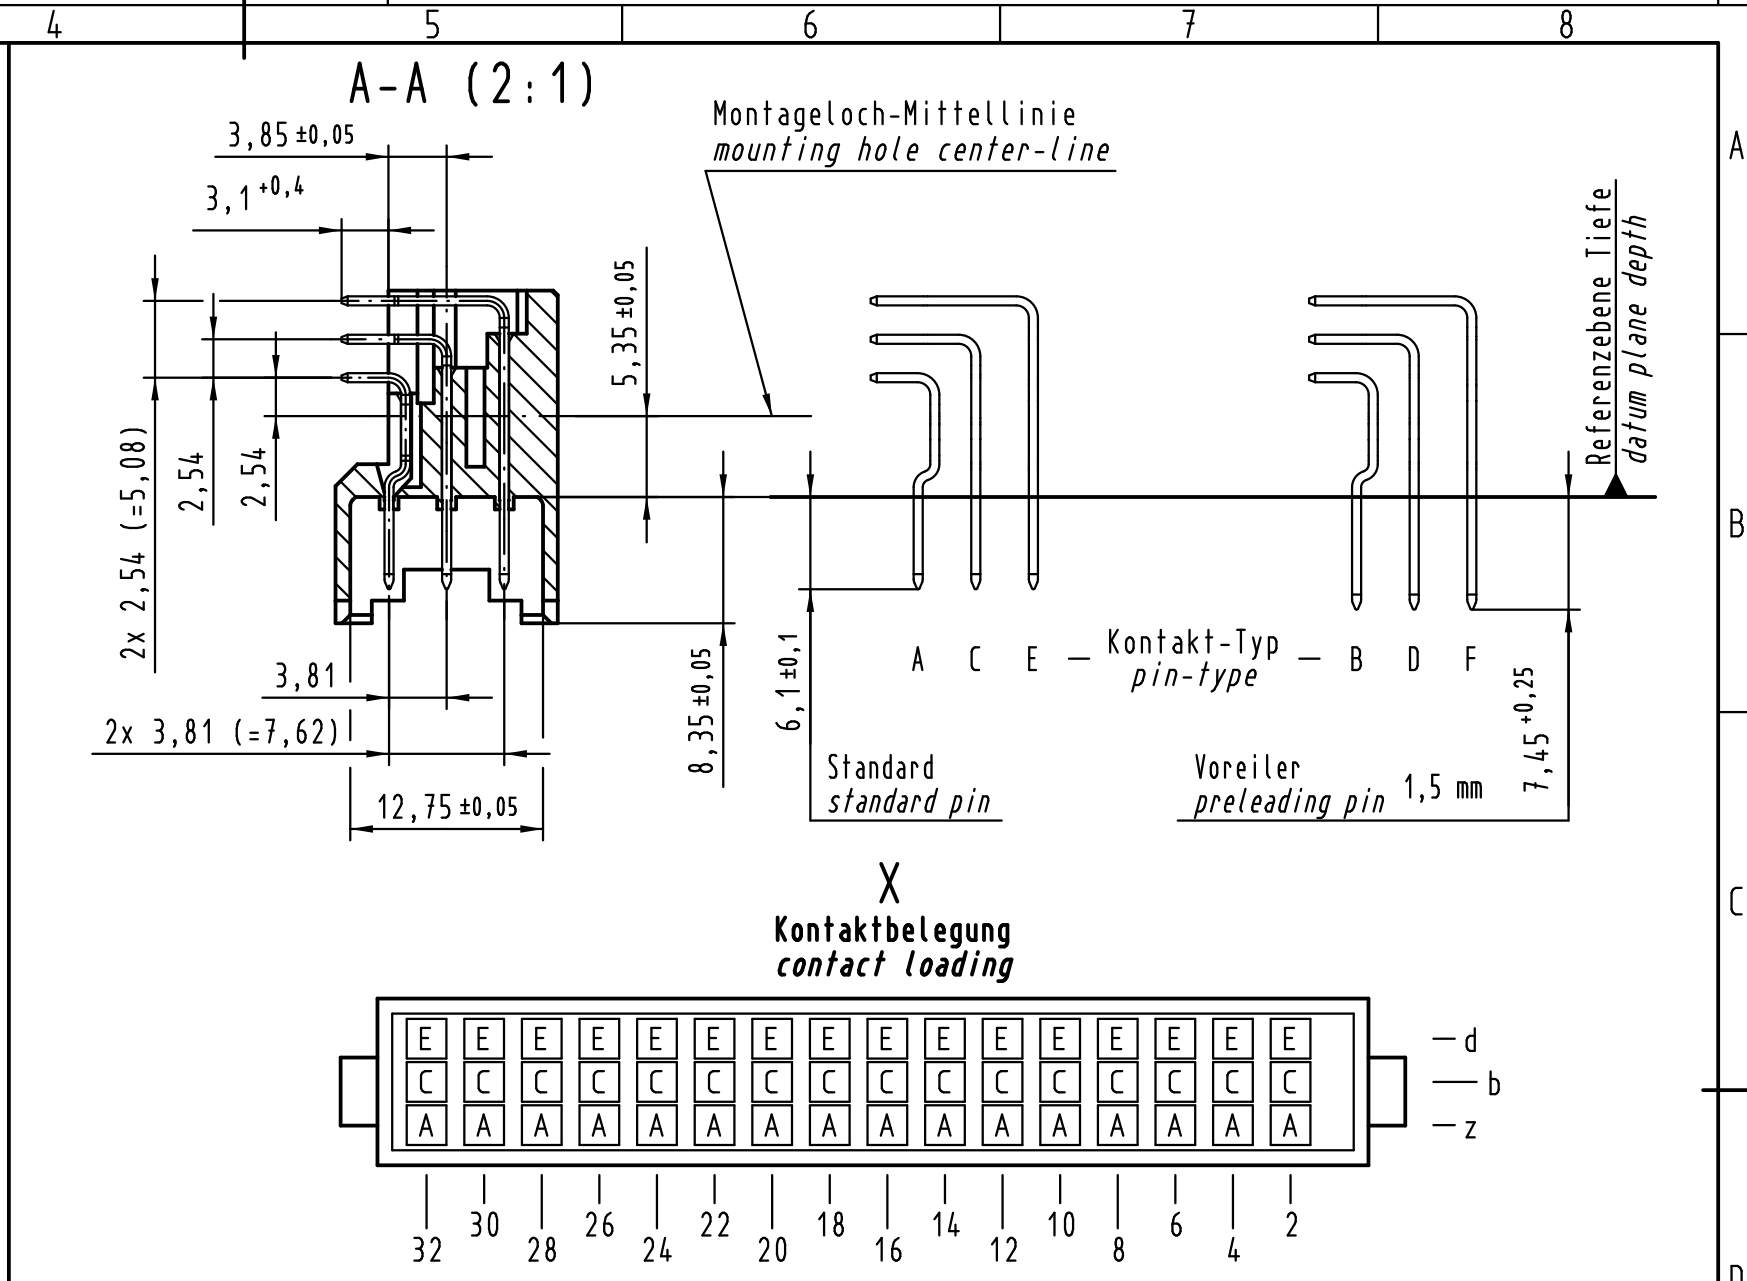 4 5 6 7 8
A-A (2:1)
3,85 ±0,05
3,1 +0,4
Montageloch-Mittellinie
mounting hole center-line
A
Referenzebene Tiefe
datum plane depth
5,35 ±0,05
2x 2,54 (=5,08)
2,54
2,54
B
3,81
2x 3,81 (=7,62)
12,75 ±0,05
8,35 ±0,05
6,1 ±0,1
A C E — Kontakt-Typ — B D F
pin-type
7,45 +0,25
Standard
standard pin
Voreiler
preleading pin 1,5 mm
C
X
Kontaktbelegung
contact loading
E E E E E E E E E E E E E E E E — d
C C C C C C C C C C C C C C C C — b
A A A A A A A A A A A A A A A A — z
30 26 22 18 14 10 6 2
32 28 24 20 16 12 8 4
D